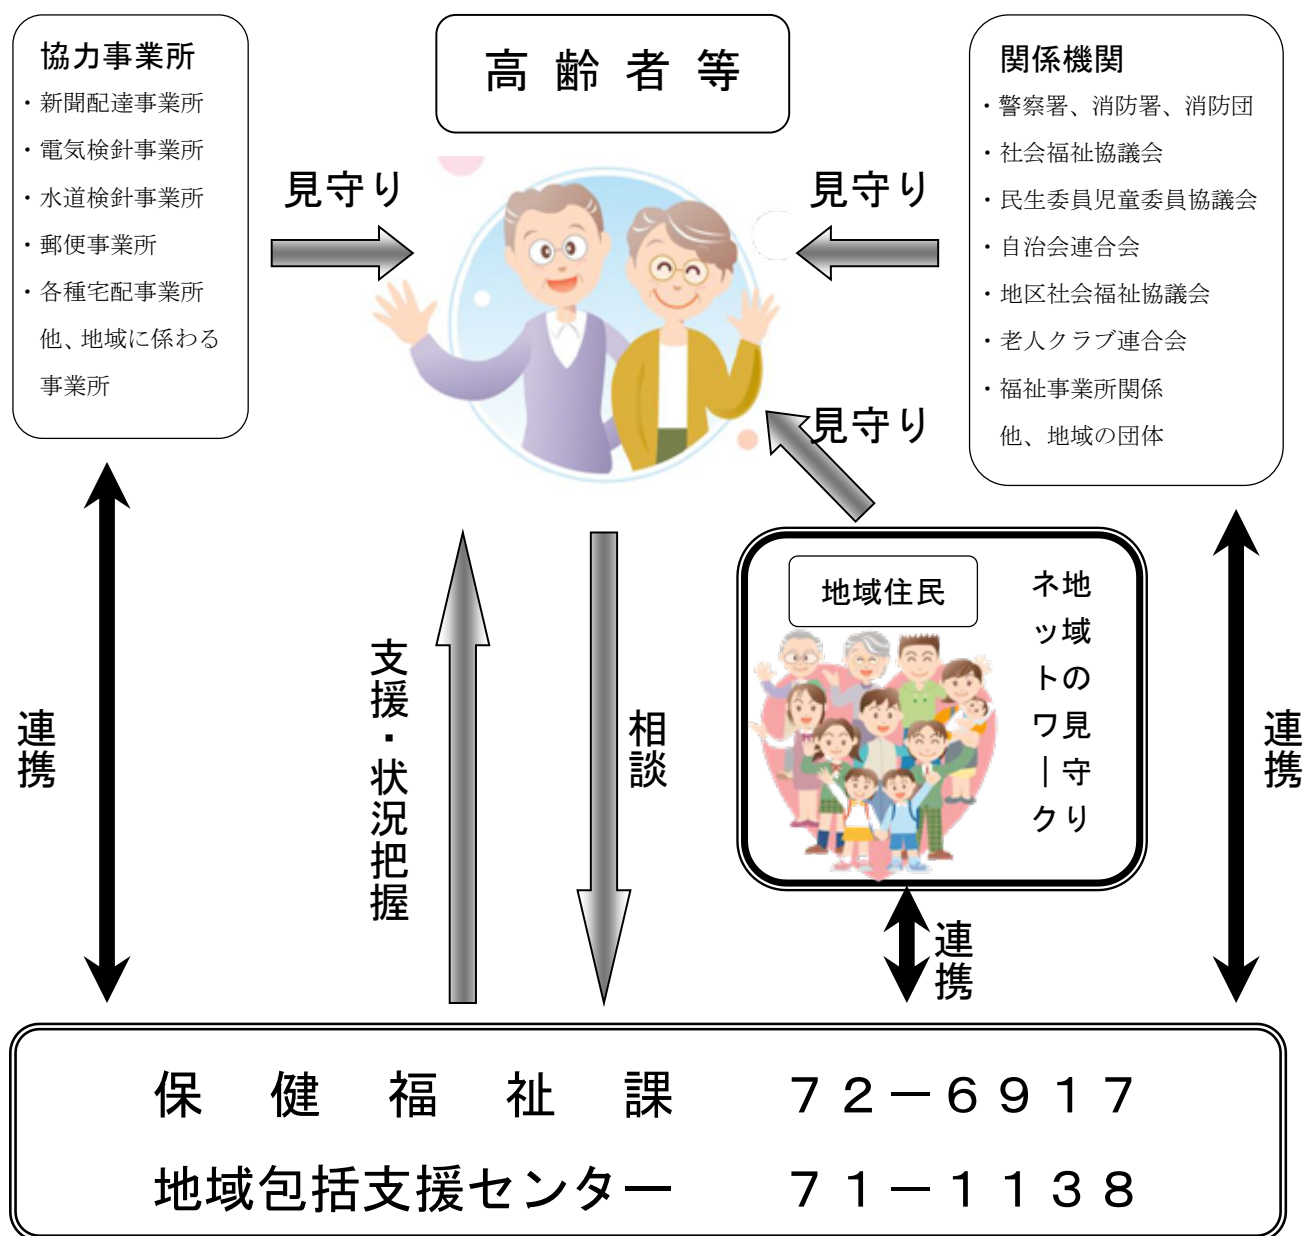 高齢者等
協力事業所
・新聞配達事業所
・電気検針事業所
・水道検針事業所
・郵便事業所
・各種宅配事業所
他、地域に係わる
事業所
関係機関
・警察署、消防署、消防団
・社会福祉協議会
・民生委員児童委員協議会
・自治会連合会
・地区社会福祉協議会
・老人クラブ連合会
・福祉事業所関係
他、地域の団体
見守り
見守り
見守り
地域住民
地域の見守り
ネットワーク
連携
支援・状況把握
相談
連携
連携
保健福祉課 ７２－６９１７
地域包括支援センター ７１－１１３８